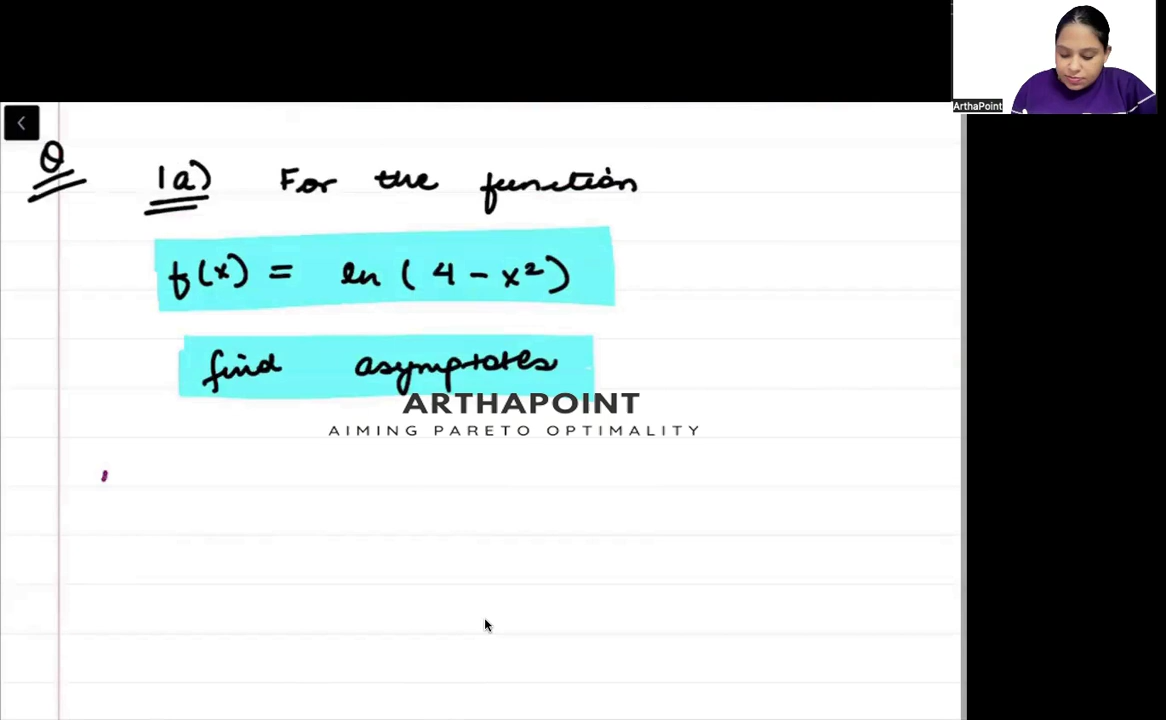 ArthaPoint
Q 1a) For the function
f(x) = ln ( 4 - x² )
find asymptotes
ARTHAPOINT
AIMING PARETO OPTIMALITY